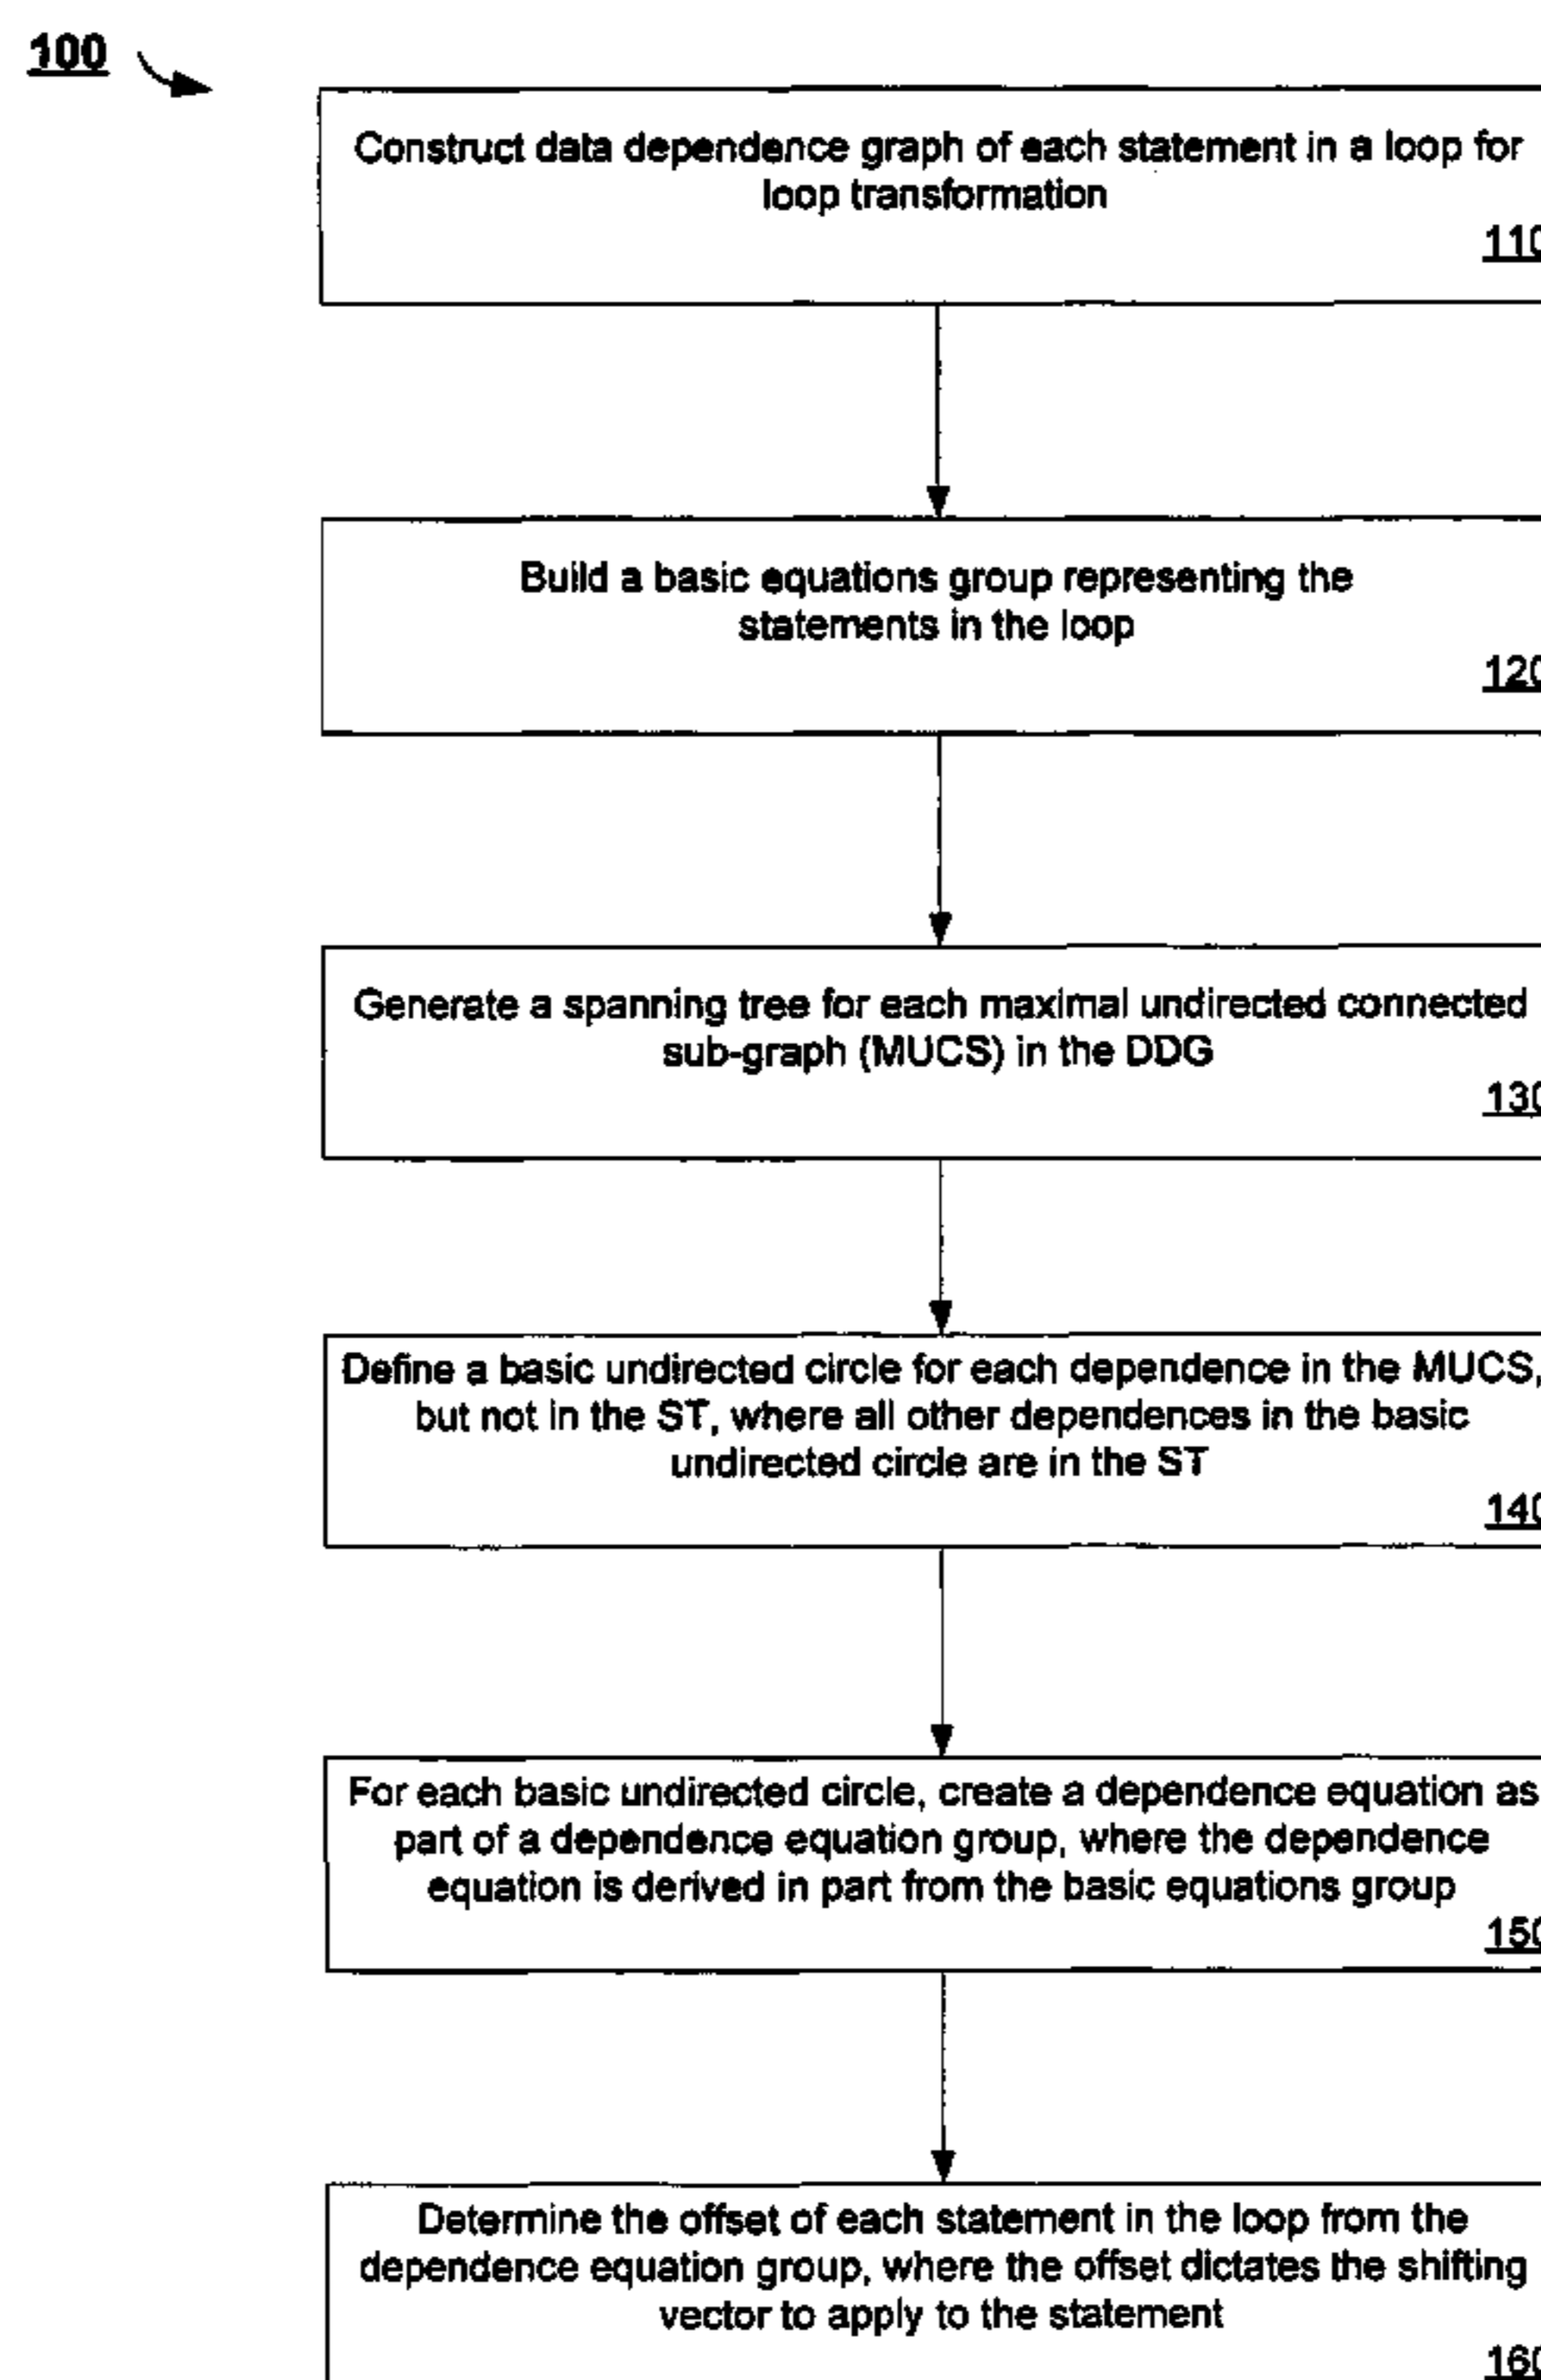 100
Construct data dependence graph of each statement in a loop for
loop transformation
110
Build a basic equations group representing the
statements in the loop
120
Generate a spanning tree for each maximal undirected connected
sub-graph (MUCS) in the DDG
130
Define a basic undirected circle for each dependence in the MUCS,
but not in the ST, where all other dependences in the basic
undirected circle are in the ST
140
For each basic undirected circle, create a dependence equation as
part of a dependence equation group, where the dependence
equation is derived in part from the basic equations group
150
Determine the offset of each statement in the loop from the
dependence equation group, where the offset dictates the shifting
vector to apply to the statement
160